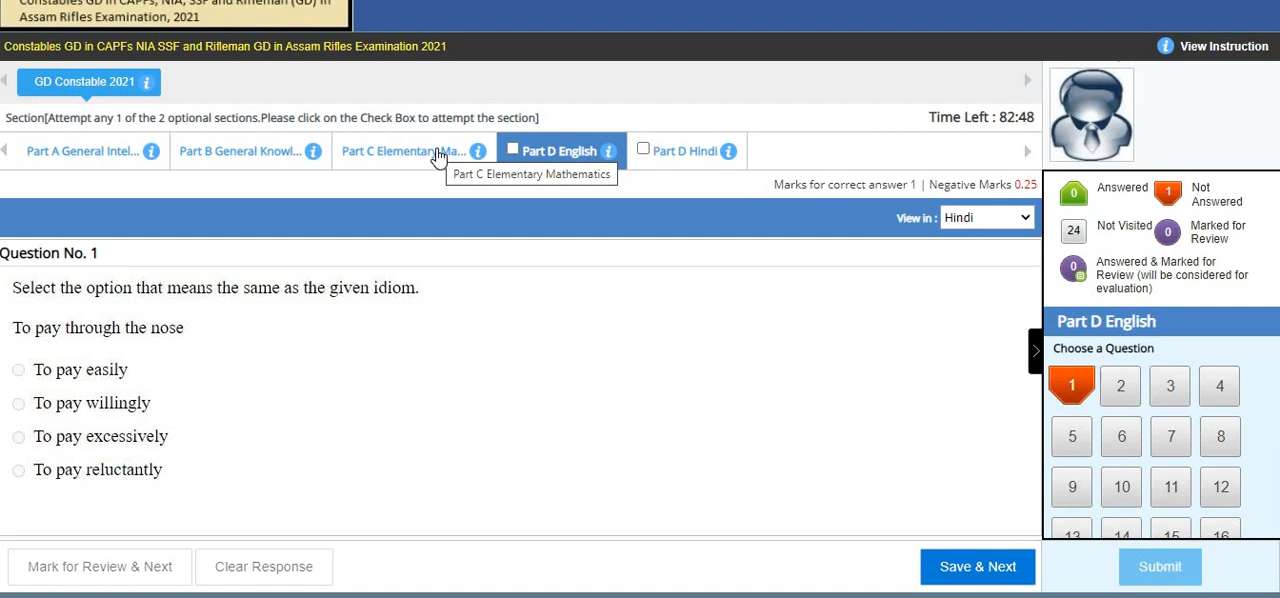 Constables GD in CAPFs, NIA, SSF and Rifleman (GD) in
Assam Rifles Examination, 2021
Constables GD in CAPFs NIA SSF and Rifleman GD in Assam Rifles Examination 2021
View Instruction
GD Constable 2021
Section[Attempt any 1 of the 2 optional sections.Please click on the Check Box to attempt the section]
Time Left : 82:48
Part A General Intel...
Part B General Knowl...
Part C Elementary Ma...
Part D English
Part D Hindi
Part C Elementary Mathematics
Marks for correct answer 1 | Negative Marks 0.25
View in : Hindi
Question No. 1
Select the option that means the same as the given idiom.
To pay through the nose
To pay easily
To pay willingly
To pay excessively
To pay reluctantly
Mark for Review & Next
Clear Response
Save & Next
0 Answered
1 Not Answered
24 Not Visited
0 Marked for Review
0 Answered & Marked for
Review (will be considered for
evaluation)
Part D English
Choose a Question
1 2 3 4
5 6 7 8
9 10 11 12
13 14 15 16
Submit